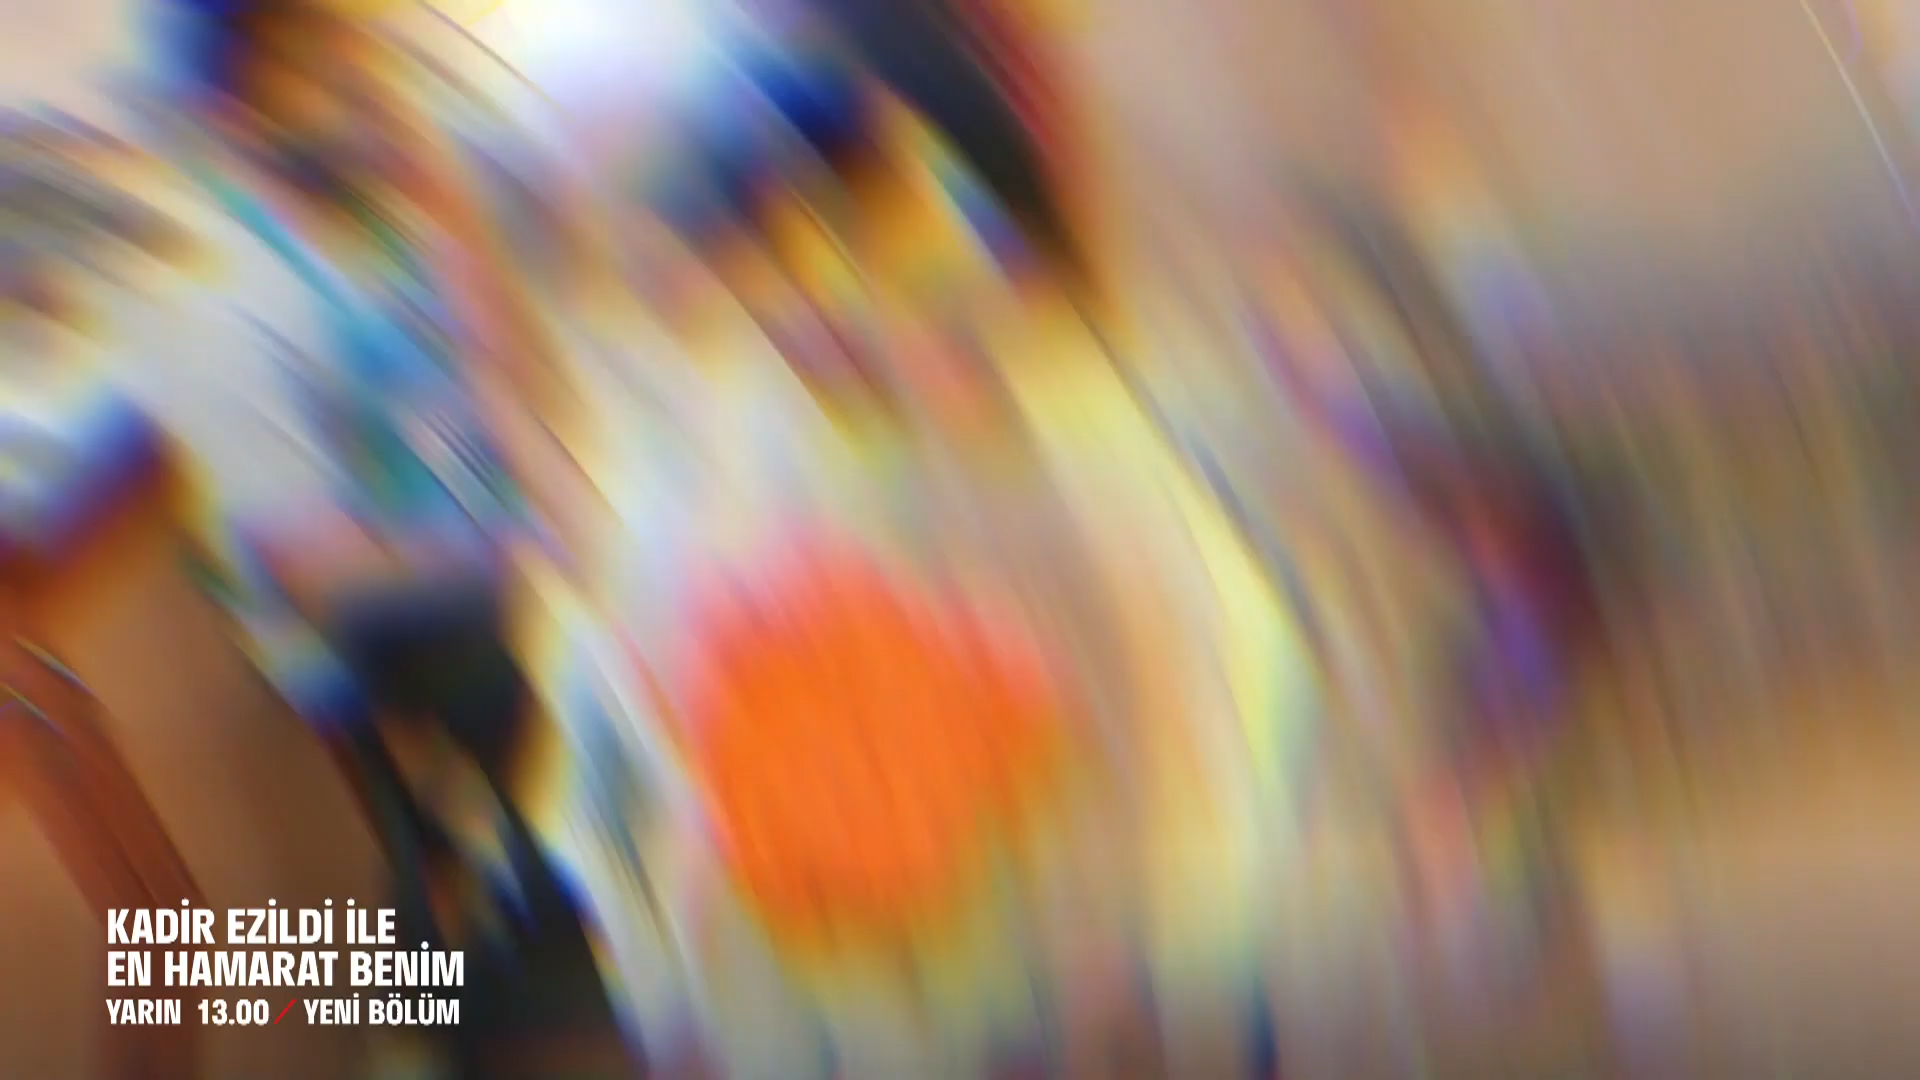 KADİR EZİLDİ İLE
EN HAMARAT BENİM
YARIN 13.00 / YENİ BÖLÜM